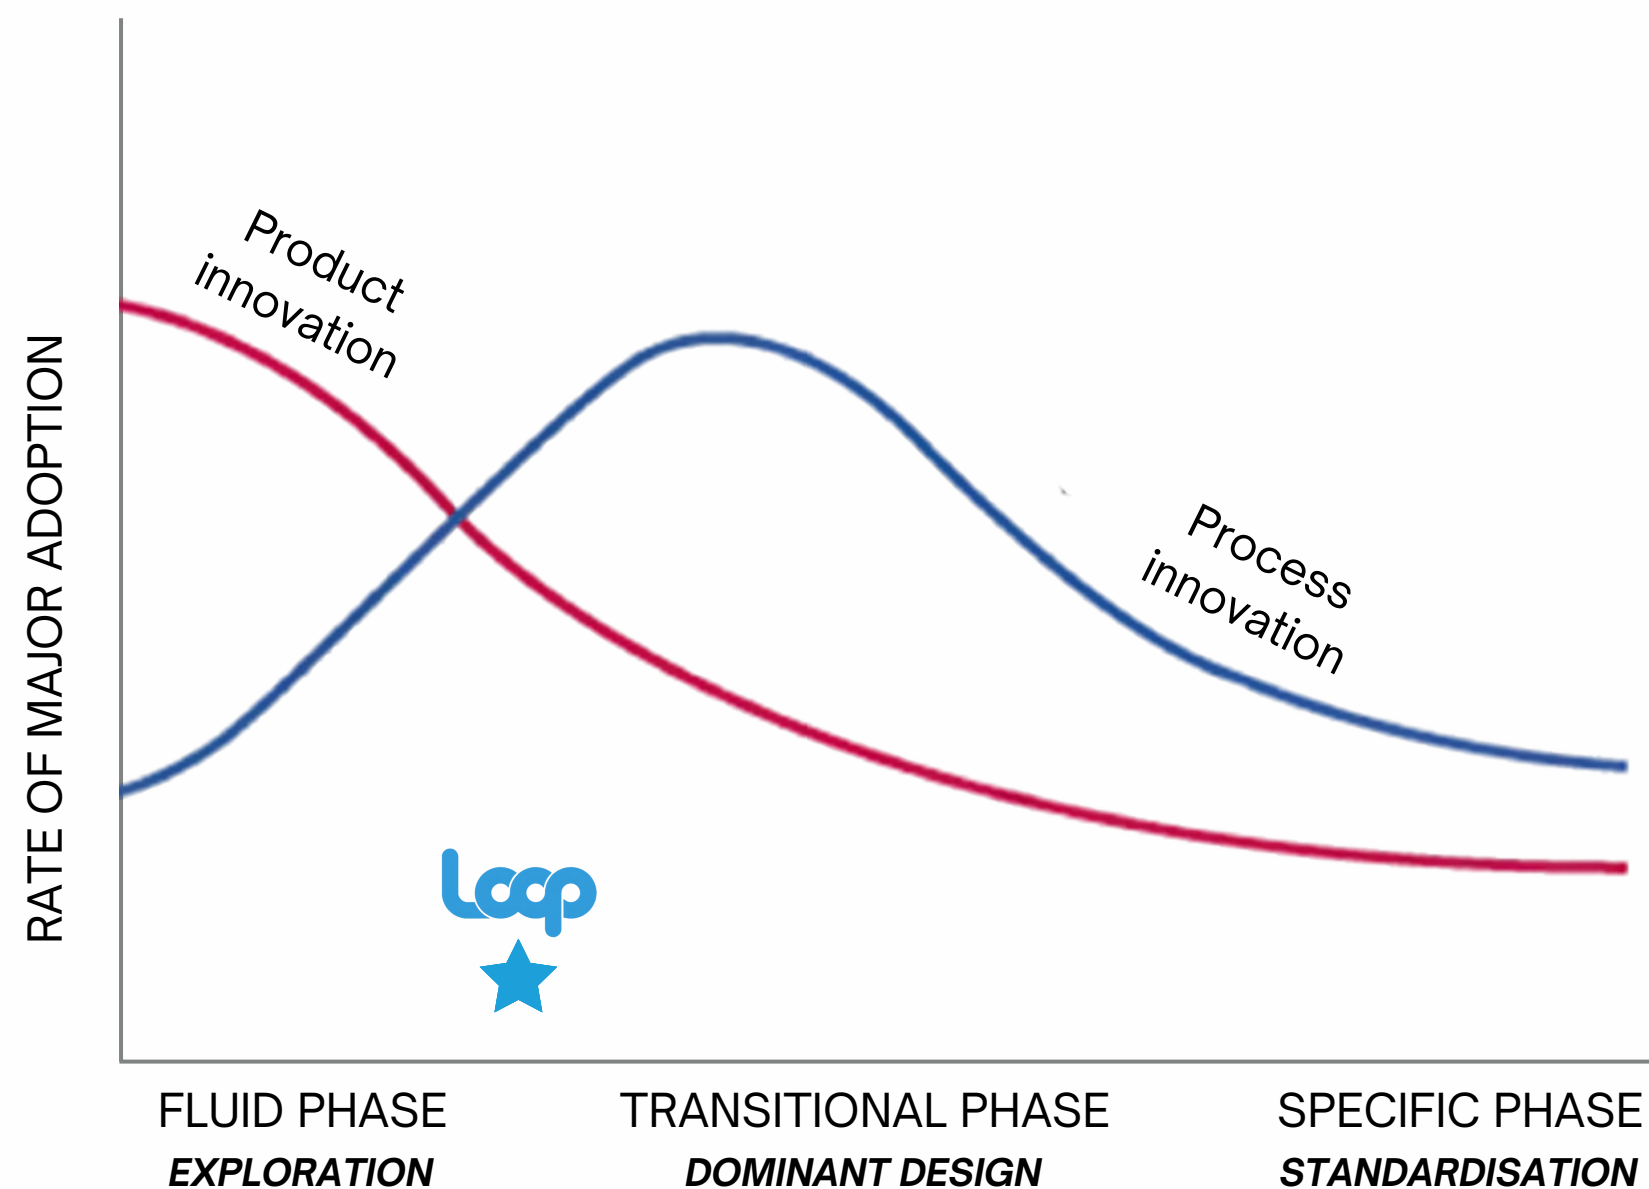 Product
innovation
Process
innovation
RATE OF MAJOR ADOPTION
Loop
FLUID PHASE
TRANSITIONAL PHASE
SPECIFIC PHASE
EXPLORATION
DOMINANT DESIGN
STANDARDISATION